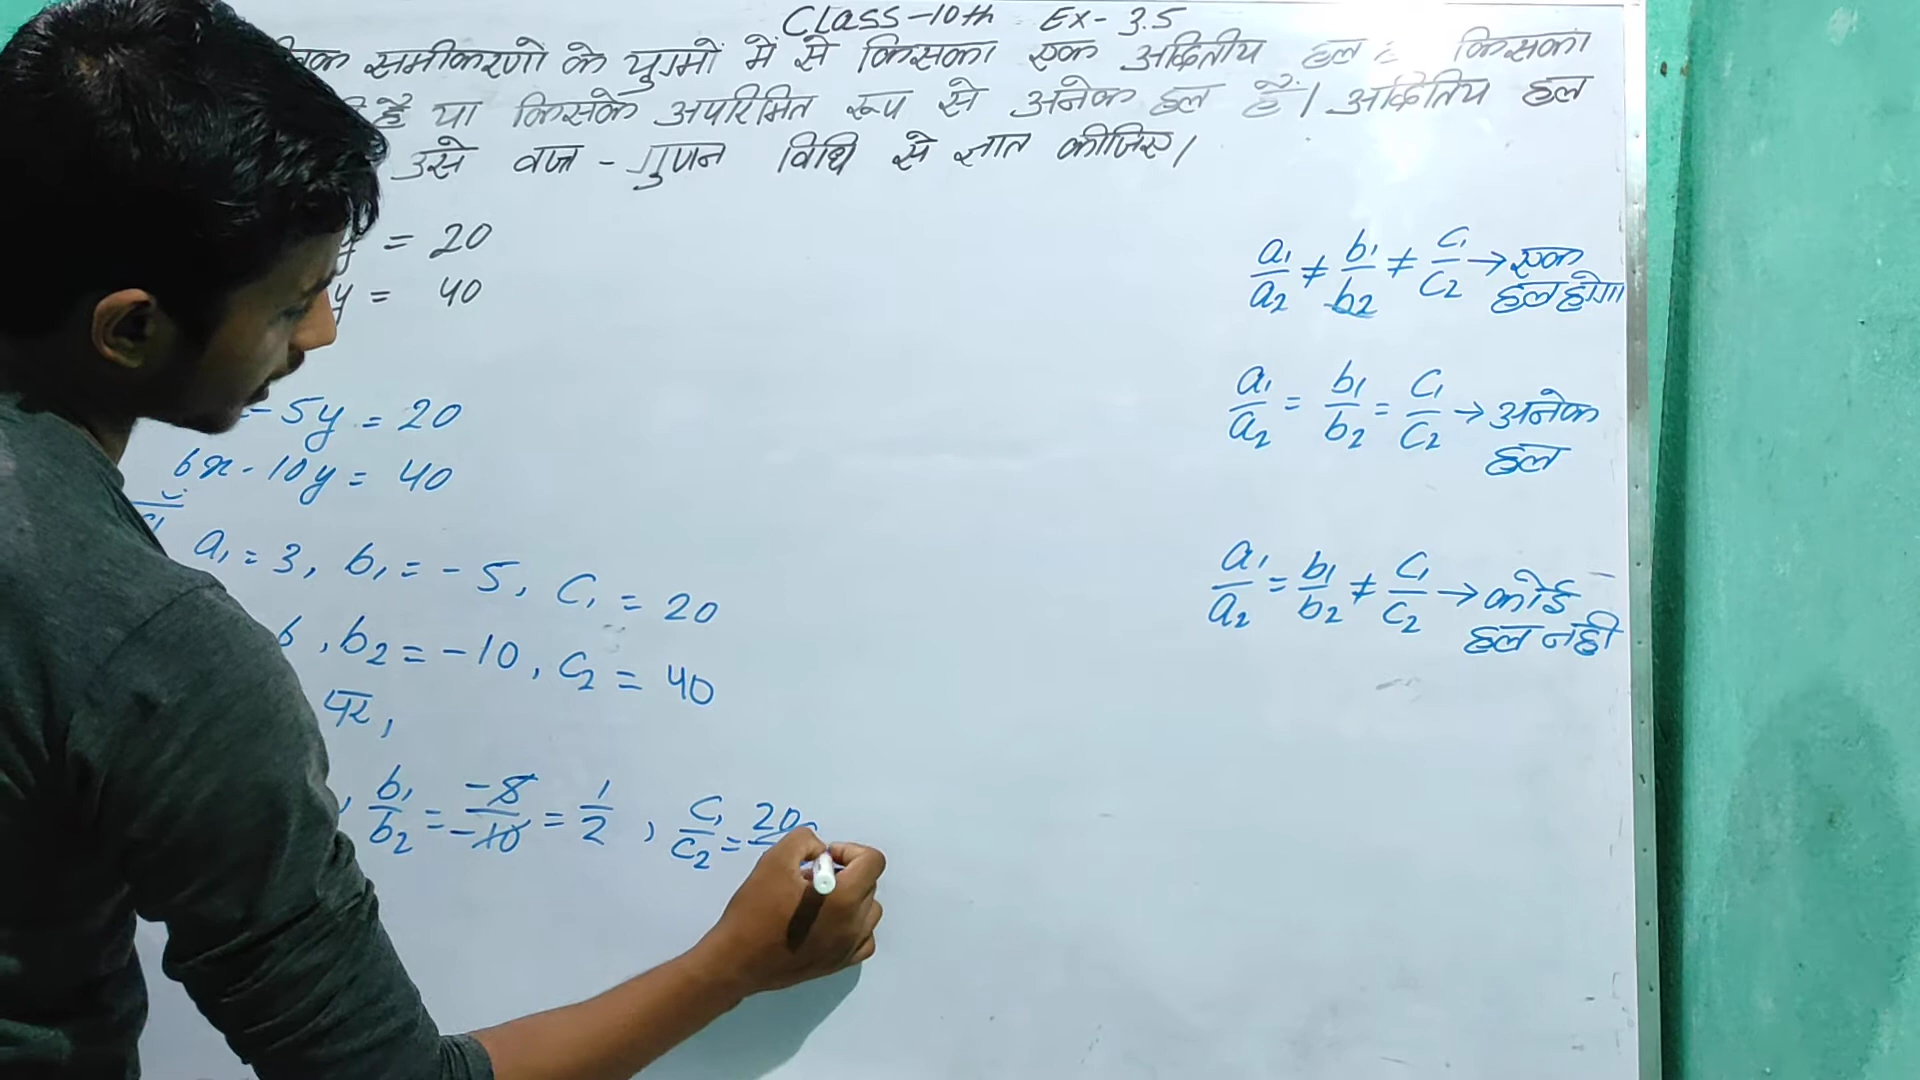 Class-10th Ex-3.5
समीकरणो के युग्मों में से किसका एक अद्वितीय हल है किसका
है या किसके अपरिमित रूप से अनेक हल हैं। अद्वितिय हल
उसे वज्र-गुणन विधि से ज्ञात कीजिए।
y = 20
y = 40
- 5y = 20
6x - 10y = 40
a₁ = 3, b₁ = - 5, C₁ = 20
6, b₂ = -10, C₂ = 40
पर,
, b₁/b₂ = -5/-10 = 1/2, C₁/C₂ = 20
a₁/a₂ ≠ b₁/b₂ ≠ C₁/C₂ → एक
हल होगा
a₁/a₂ = b₁/b₂ = C₁/C₂ → अनेक
हल
a₁/a₂ = b₁/b₂ ≠ C₁/C₂ → कोई
हल नही